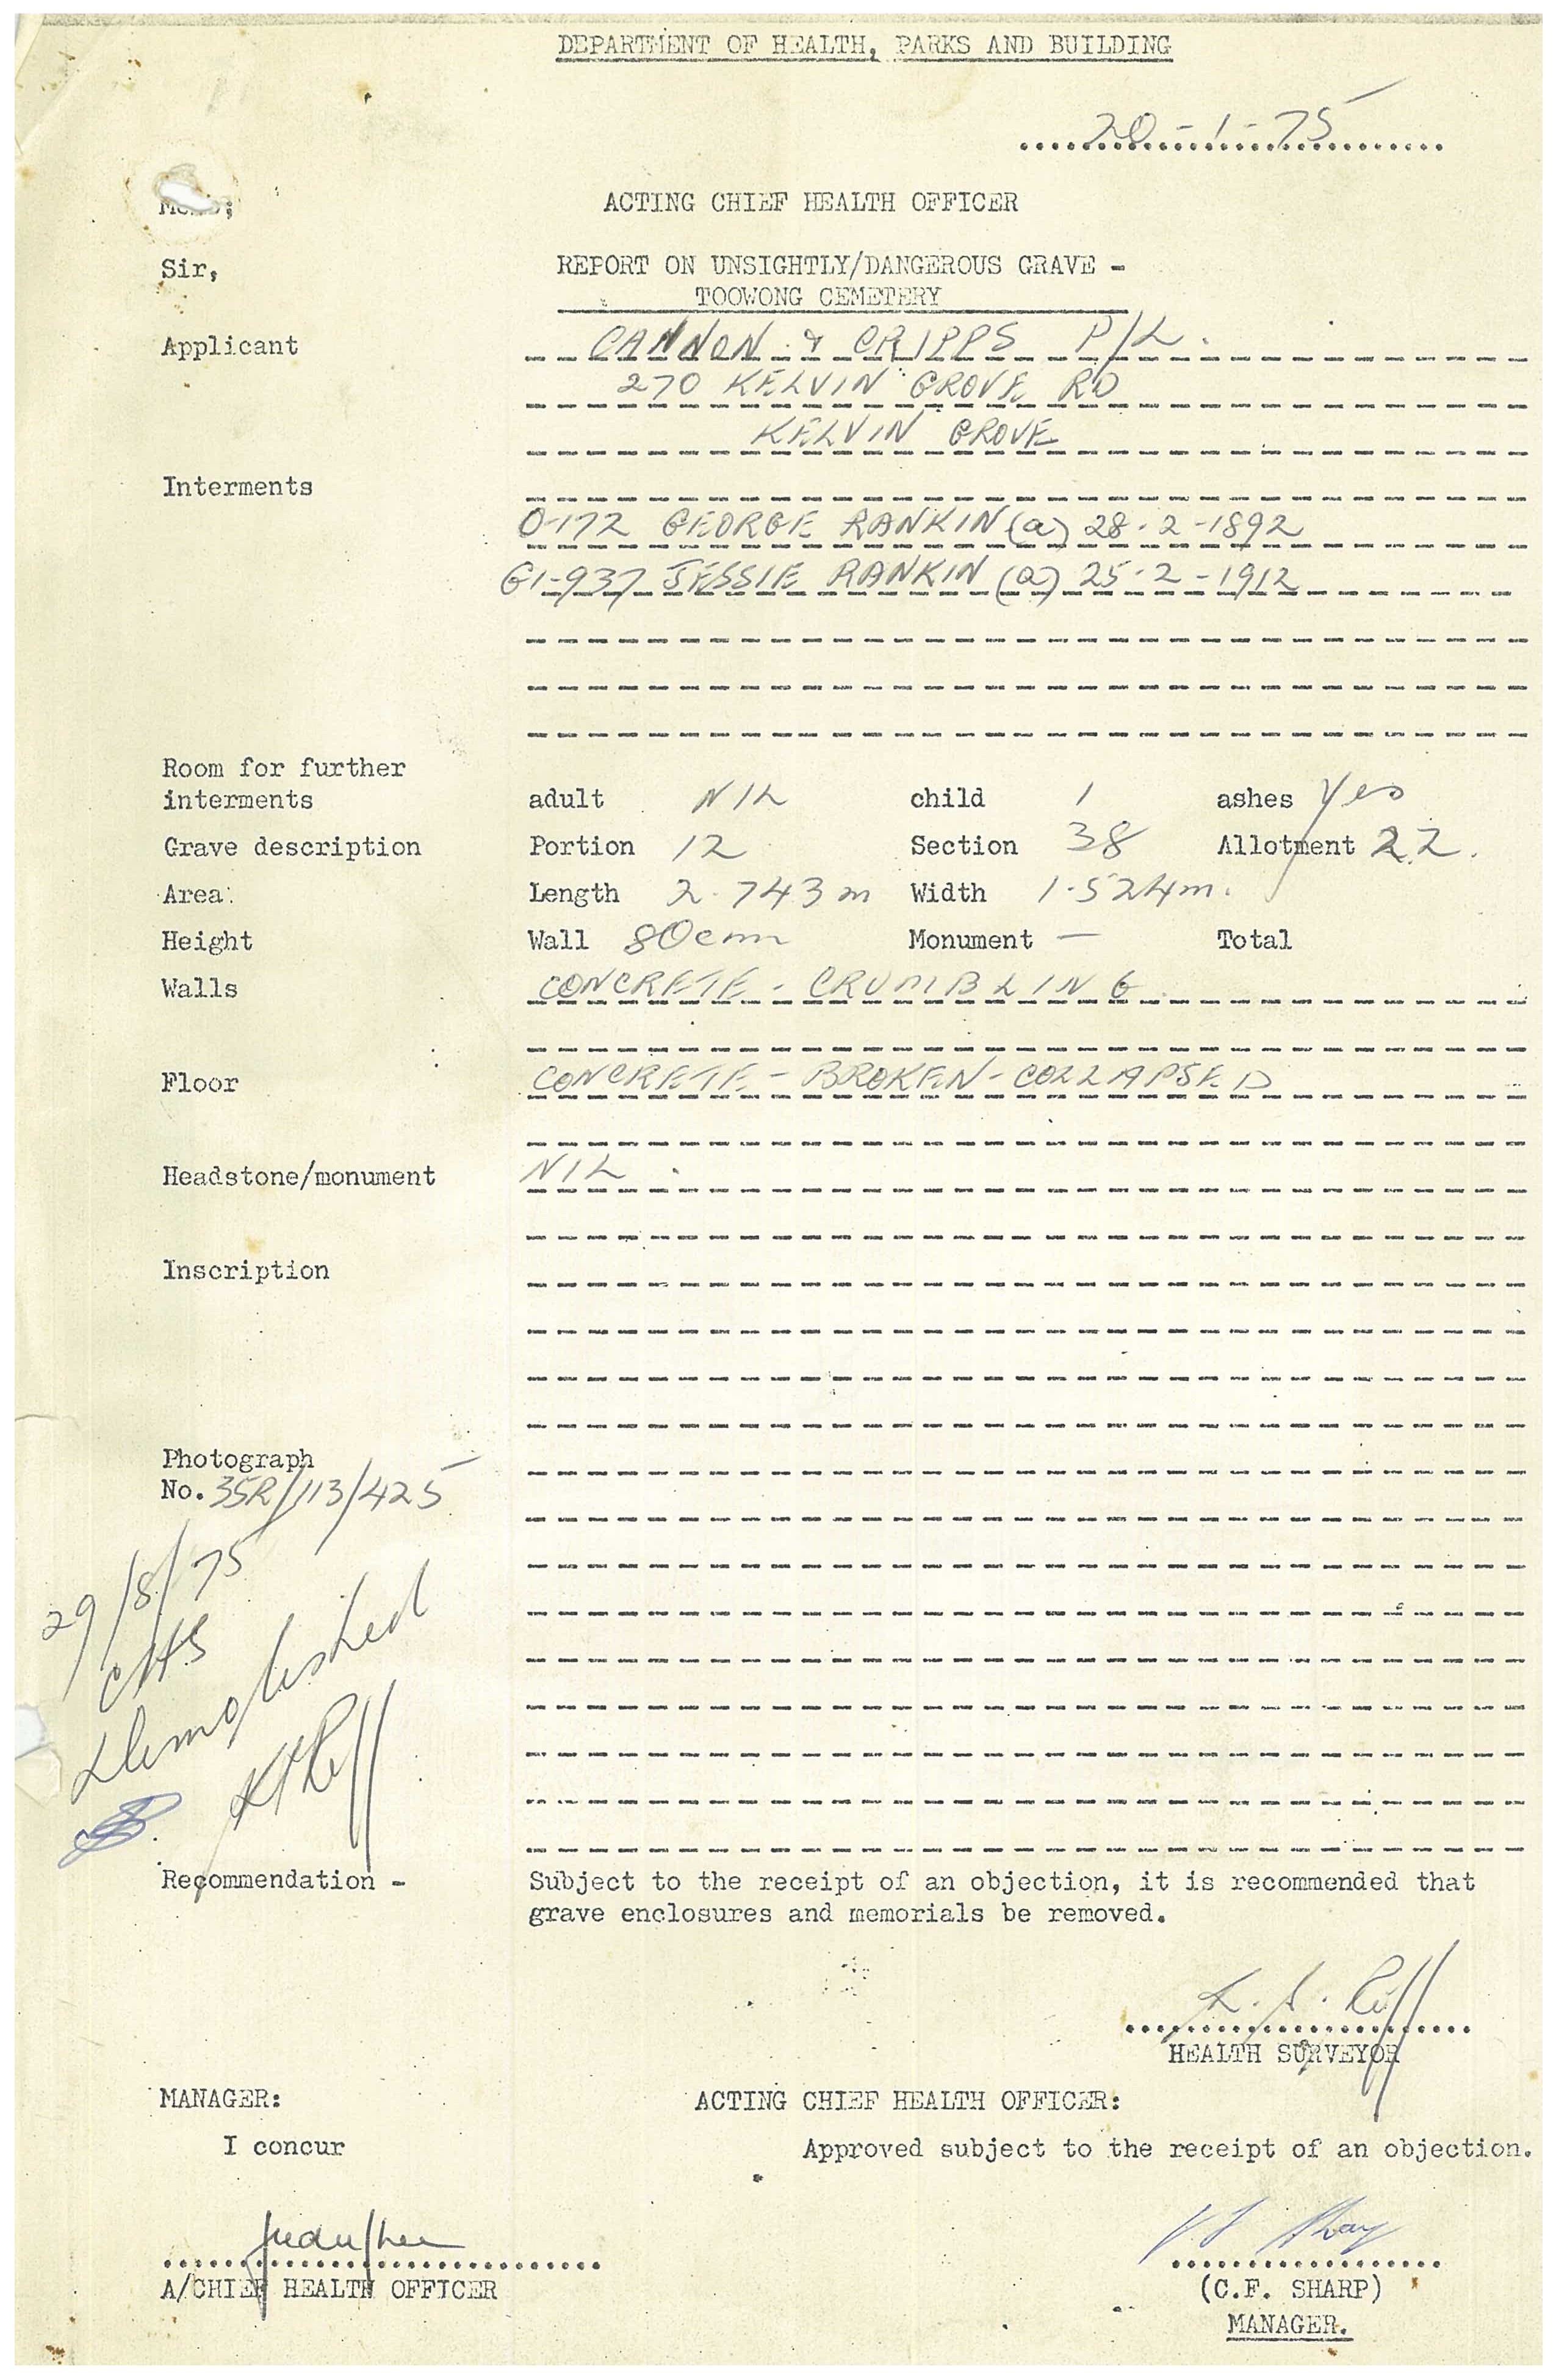 DEPARTMENT OF HEALTH, PARKS AND BUILDING
20-1-75
ACTING CHIEF HEALTH OFFICER
Sir,
REPORT ON UNSIGHTLY/DANGEROUS GRAVE -
TOOWONG CEMETERY
Applicant CANNON & CRIPPS P/L.
270 KELVIN GROVE RD
KELVIN GROVE
Interments
0-172 GEORGE RANKIN (a) 28-2-1892
G1-937 JESSIE RANKIN (a) 25-2-1912
Room for further
interments adult NIL child 1 ashes Yes
Grave description Portion 12 Section 38 Allotment 22.
Area: Length 2.743m Width 1.524m.
Height Wall 80cm Monument — Total
Walls CONCRETE - CRUMBLING
Floor CONCRETE - BROKEN - COLLAPSED
Headstone/monument NIL.
Inscription
Photograph
No. 35R/113/425
29/8/75
CHS
Demolished
Recommendation - Subject to the receipt of an objection, it is recommended that
grave enclosures and memorials be removed.
HEALTH SURVEYOR
MANAGER: ACTING CHIEF HEALTH OFFICER:
I concur Approved subject to the receipt of an objection.
A/CHIEF HEALTH OFFICER (C.F. SHARP)
MANAGER.